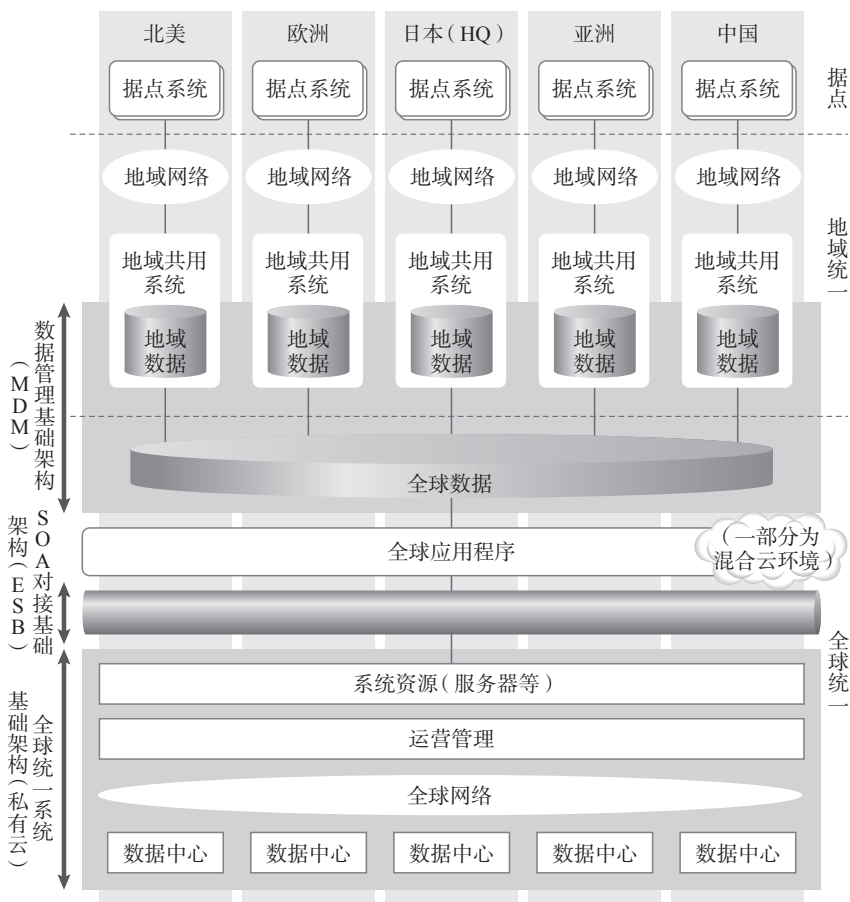 北美
欧洲
日本（HQ）
亚洲
中国
据点系统
据点系统
据点系统
据点系统
据点系统
据点
地域网络
地域网络
地域网络
地域网络
地域网络
地域统一
地域共用
系统
地域共用
系统
地域共用
系统
地域共用
系统
地域共用
系统
地域
数据
地域
数据
地域
数据
地域
数据
地域
数据
数据管理基础架构
（MDM）
全球数据
SOA对接基础
架构（ESB）
全球应用程序
（一部分为
混合云环境）
全球统一
全球统一系统
基础架构（私有云）
系统资源（服务器等）
运营管理
全球网络
数据中心
数据中心
数据中心
数据中心
数据中心